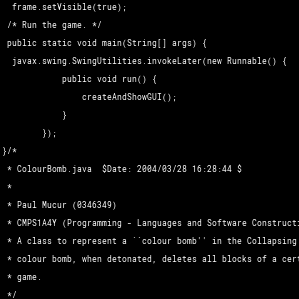 frame.setVisible(true);
/* Run the game. */
public static void main(String[] args) {
javax.swing.SwingUtilities.invokeLater(new Runnable() {
public void run() {
createAndShowGUI();
}
});
}/*
* ColourBomb.java  $Date: 2004/03/28 16:28:44 $
*
* Paul Mucur (0346349)
* CMPS1A4Y (Programming - Languages and Software Constructi
* A class to represent a ``colour bomb'' in the Collapsing
* colour bomb, when detonated, deletes all blocks of a cert
* game.
*/